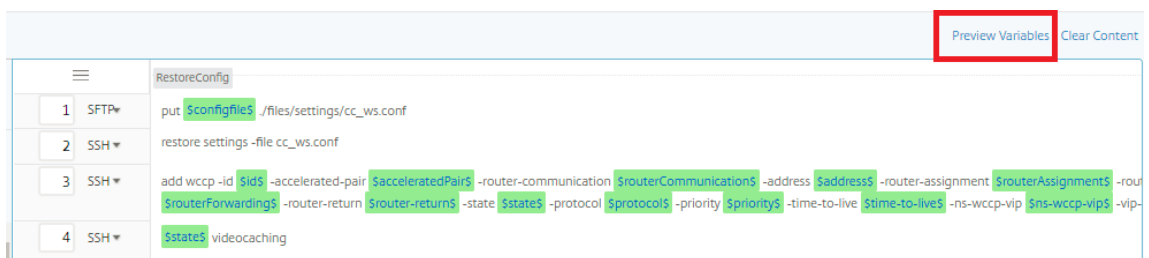 Preview Variables Clear Content
RestoreConfig
1 SFTP put $configfile$ ./files/settings/cc_ws.conf
2 SSH restore settings -file cc_ws.conf
3 SSH add wccp -id $id$ -accelerated-pair $acceleratedPair$ -router-communication $routerCommunication$ -address $address$ -router-assignment $routerAssignment$ -rout
$routerForwarding$ -router-return $router-return$ -state $state$ -protocol $protocol$ -priority $priority$ -time-to-live $time-to-live$ -ns-wccp-vip $ns-wccp-vip$ -vip-
4 SSH $state$ videocaching